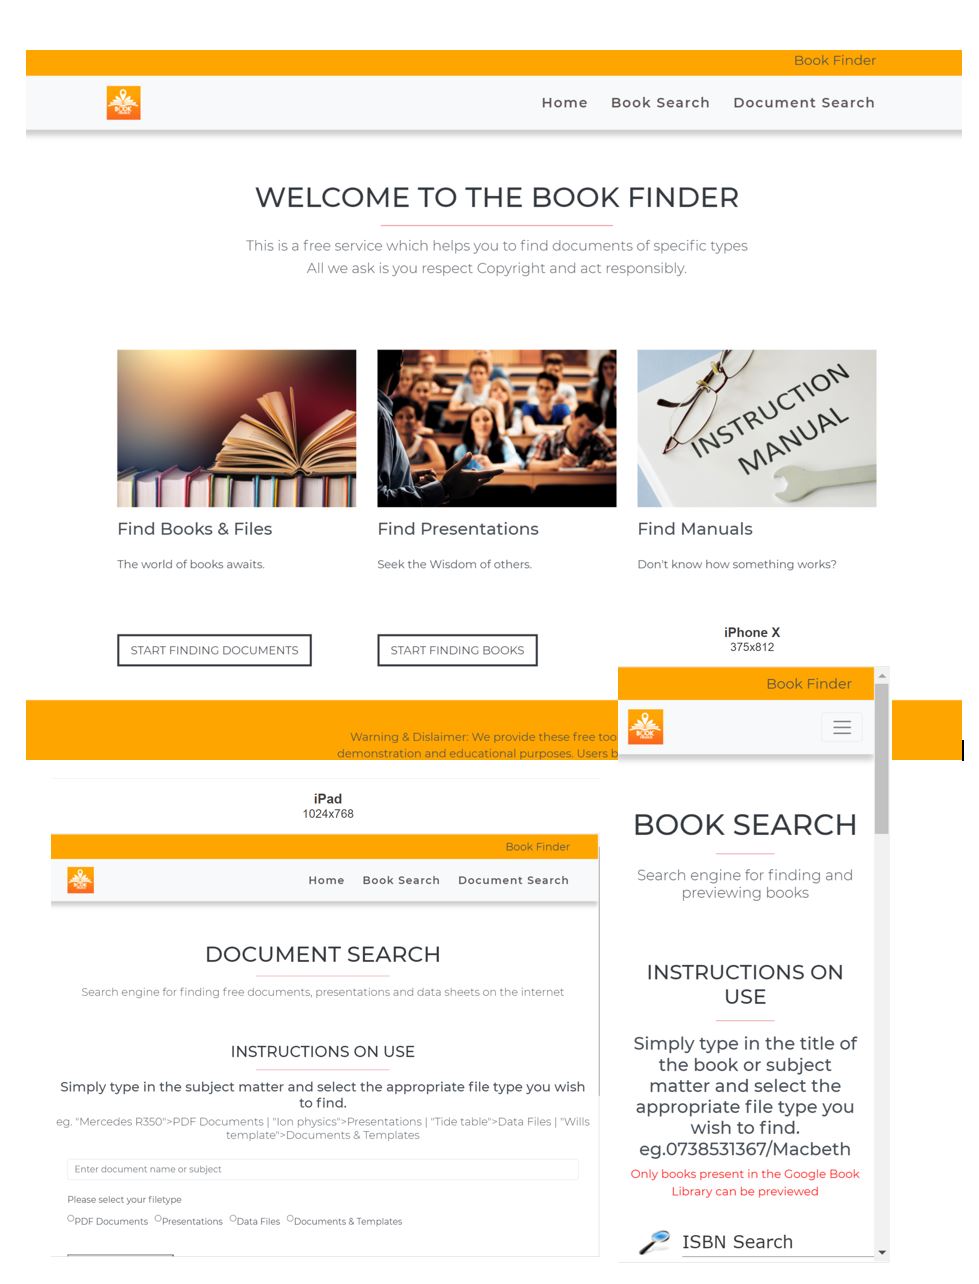 Book Finder
BOOK
Home Book Search Document Search
WELCOME TO THE BOOK FINDER
This is a free service which helps you to find documents of specific types
All we ask is you respect Copyright and act responsibly.
INSTRUCTION
MANUAL
Find Books & Files
Find Presentations
Find Manuals
The world of books awaits.
Seek the Wisdom of others.
Don't know how something works?
START FINDING DOCUMENTS
START FINDING BOOKS
Warning & Dislaimer: We provide these free too
demonstration and educational purposes. Users b
iPad
1024x768
Book Finder
BOOK
Home Book Search Document Search
DOCUMENT SEARCH
Search engine for finding free documents, presentations and data sheets on the internet
INSTRUCTIONS ON USE
Simply type in the subject matter and select the appropriate file type you wish
to find.
eg. "Mercedes R350">PDF Documents | "Ion physics">Presentations | "Tide table">Data Files | "Wills
template">Documents & Templates
Enter document name or subject
Please select your filetype
PDF Documents Presentations Data Files Documents & Templates
iPhone X
375x812
Book Finder
BOOK
BOOK SEARCH
Search engine for finding and
previewing books
INSTRUCTIONS ON
USE
Simply type in the title of
the book or subject
matter and select the
appropriate file type you
wish to find.
eg.0738531367/Macbeth
Only books present in the Google Book
Library can be previewed
ISBN Search